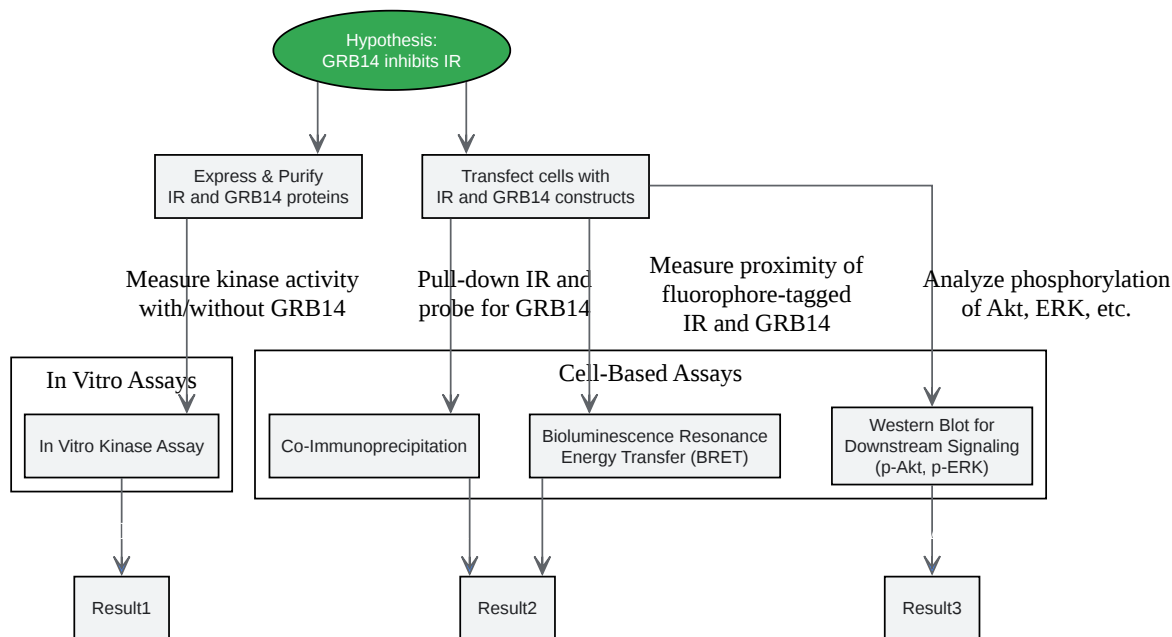 Hypothesis:
GRB14 inhibits IR
Express & Purify
IR and GRB14 proteins
Transfect cells with
IR and GRB14 constructs
Measure kinase activity
with/without GRB14
Pull-down IR and
probe for GRB14
Measure proximity of
fluorophore-tagged
IR and GRB14
Analyze phosphorylation
of Akt, ERK, etc.
In Vitro Assays
Cell-Based Assays
In Vitro Kinase Assay
Co-Immunoprecipitation
Bioluminescence Resonance
Energy Transfer (BRET)
Western Blot for
Downstream Signaling
(p-Akt, p-ERK)
Result1
Result2
Result3